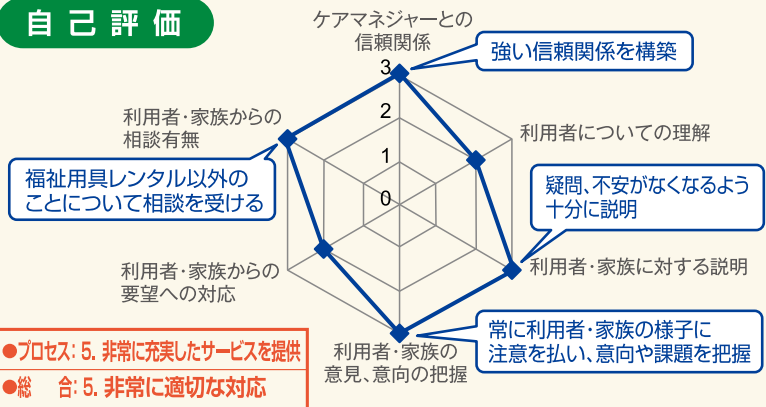 自己評価
ケアマネジャーとの
信頼関係
強い信頼関係を構築
3
2
1
0
利用者・家族からの
相談有無
利用者についての理解
福祉用具レンタル以外の
ことについて相談を受ける
疑問、不安がなくなるよう
十分に説明
利用者・家族からの
要望への対応
利用者・家族に対する説明
常に利用者・家族の様子に
注意を払い、意向や課題を把握
利用者・家族の
意見、意向の把握
●プロセス：5. 非常に充実したサービスを提供
●総　合：5. 非常に適切な対応